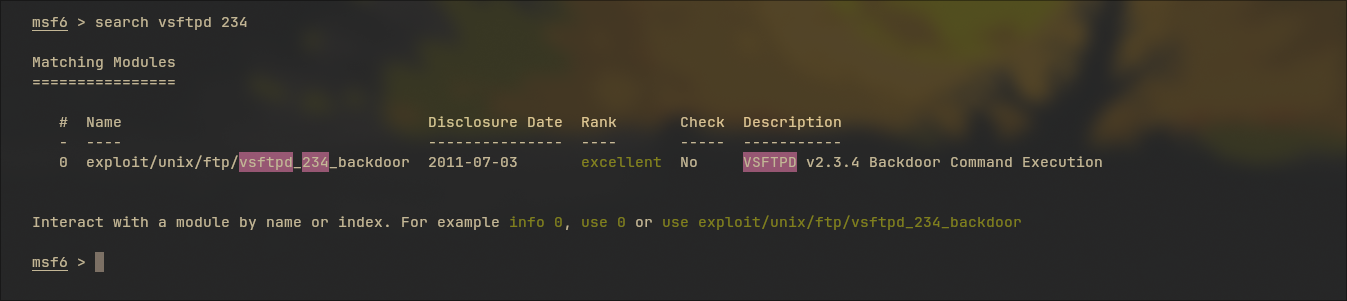 msf6 > search vsftpd 234
Matching Modules
================
#  Name                                  Disclosure Date  Rank       Check  Description
-  ----                                  ---------------  ----       -----  -----------
0  exploit/unix/ftp/vsftpd_234_backdoor  2011-07-03       excellent  No     VSFTPD v2.3.4 Backdoor Command Execution
Interact with a module by name or index. For example info 0, use 0 or use exploit/unix/ftp/vsftpd_234_backdoor
msf6 >